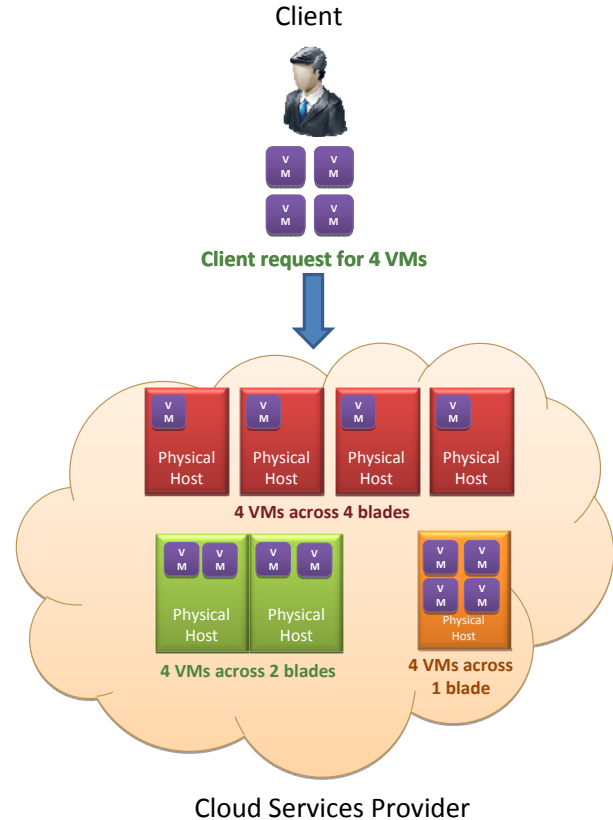 Client
V V
M M
V V
M M
Client request for 4 VMs
V V V V
M M M M
Physical Physical Physical Physical
Host Host Host Host
4 VMs across 4 blades
V V V V
M M M M
Physical Physical
Host Host
4 VMs across 2 blades
V V
M M
V V
M M
Physical
Host
4 VMs across
1 blade
Cloud Services Provider